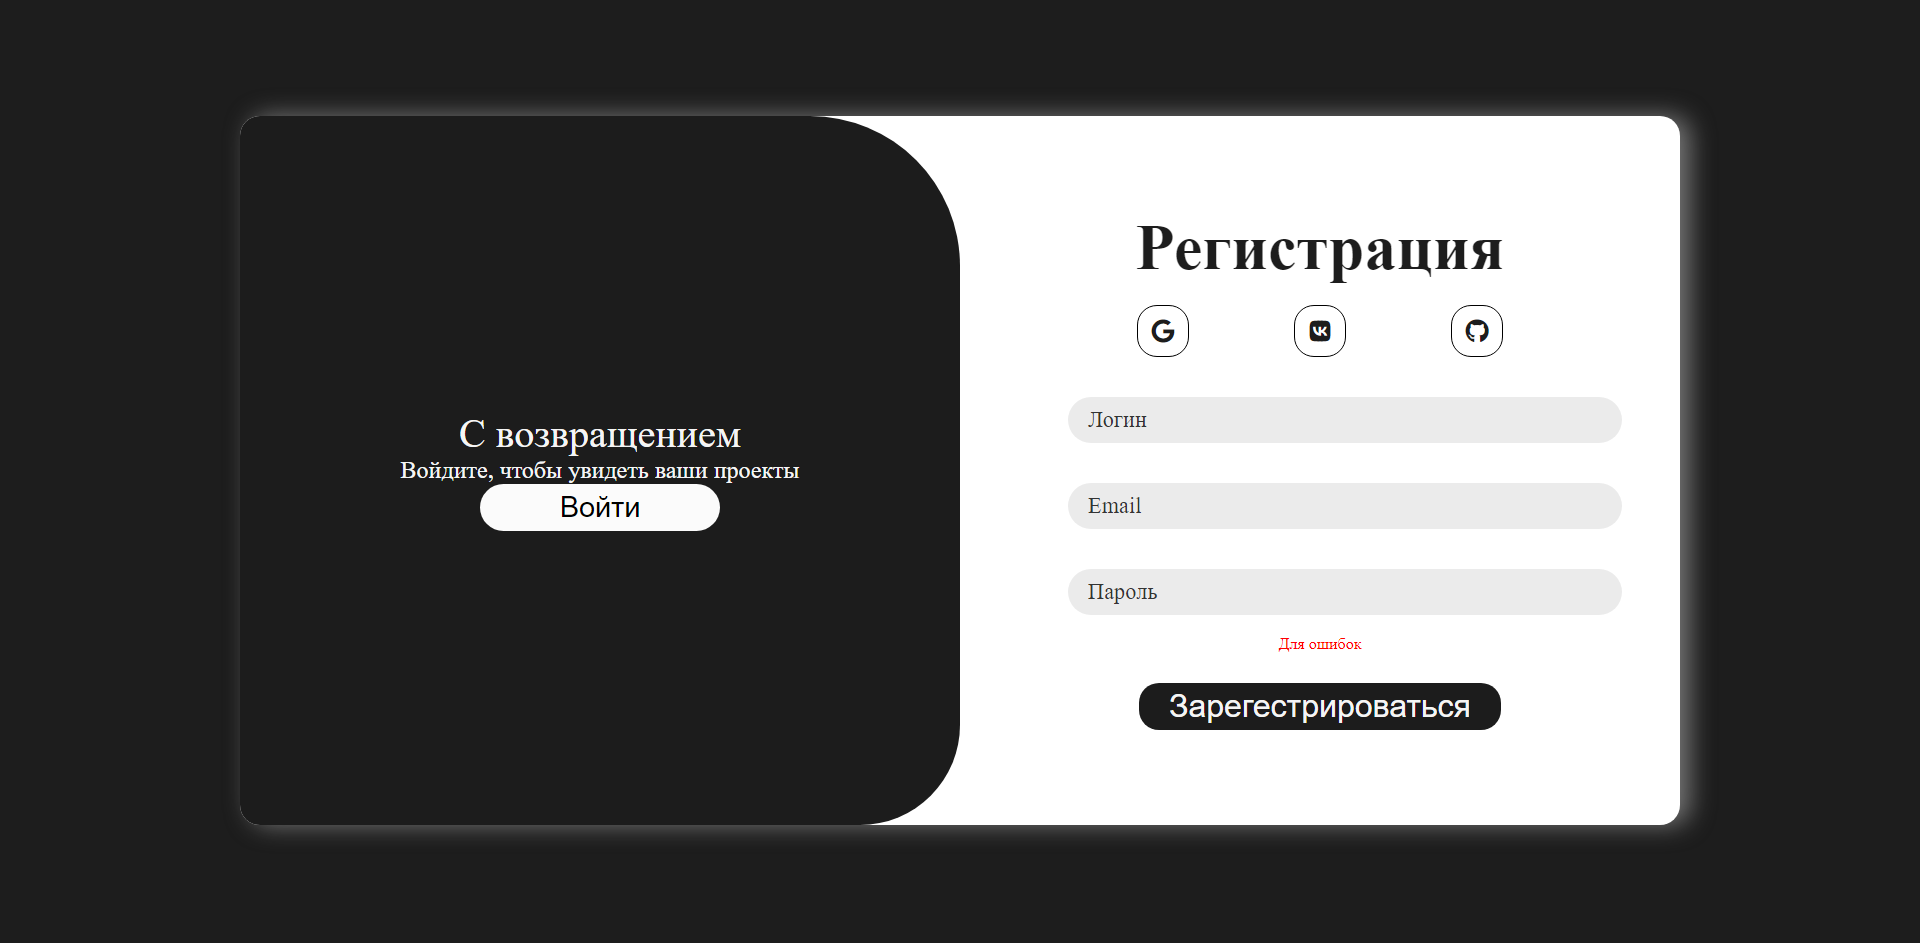 С возвращением
Войдите, чтобы увидеть ваши проекты
Войти
Регистрация
Логин
Email
Пароль
Для ошибок
Зарегестрироваться